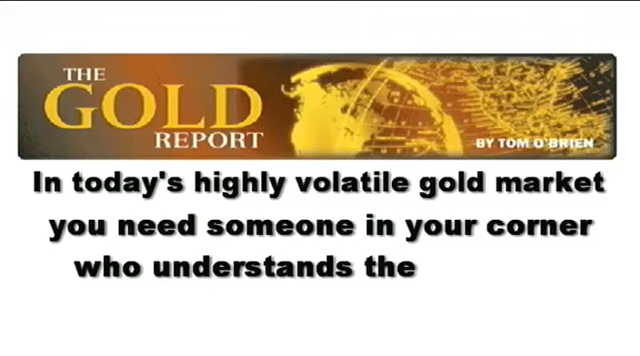 THE
GOLD
REPORT
BY TOM O'BRIEN
In today's highly volatile gold market
you need someone in your corner
who understands the